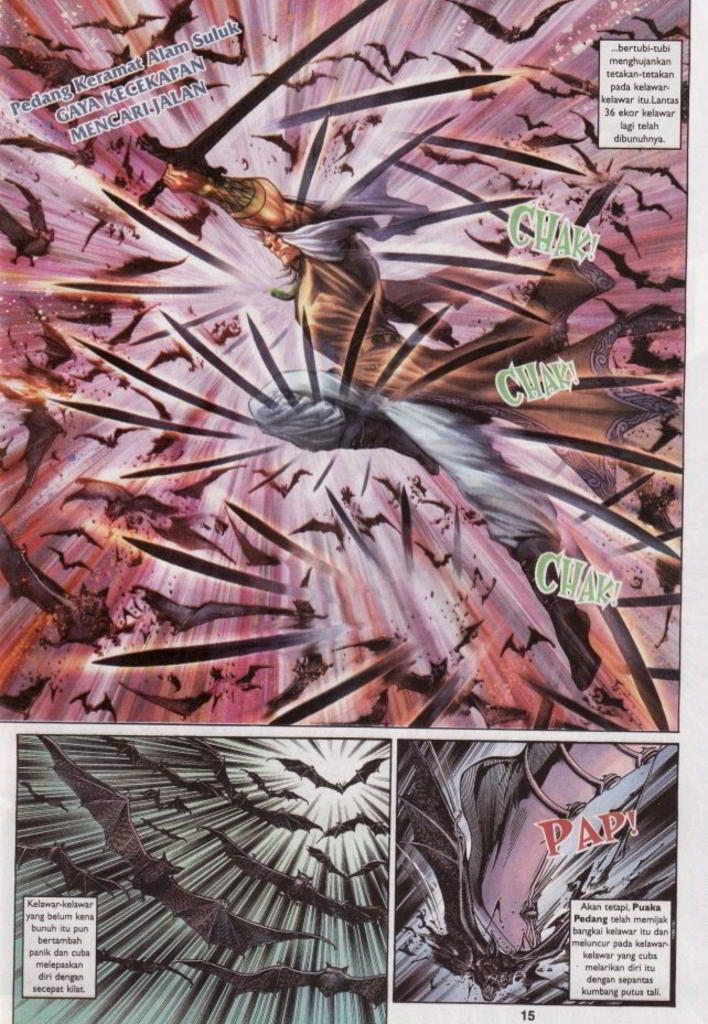 Pedang Keramat Alam Suluk
GAYA KECEKAPAN
MENCARI JALAN
...bertubi-tubi
menghujankan
tetakan-tetakan
pada kelawar-
kelawar itu.Lantas
36 ekor kelawar
lagi telah
dibunuhnya.
CHAK!
CHAK!
CHAK!
Kelawar-kelawar
yang belum kena
bunuh itu pun
bertambah
panik dan cuba
melepaskan
diri dengan
secepat kilat.
PAP!
Akan tetapi, Puaka
Pedang telah memijak
bangkai kelawar itu dan
meluncur pada kelawar-
kelawar yang cuba
melarikan diri itu
dengan sepantas
kumbang putus tali.
15